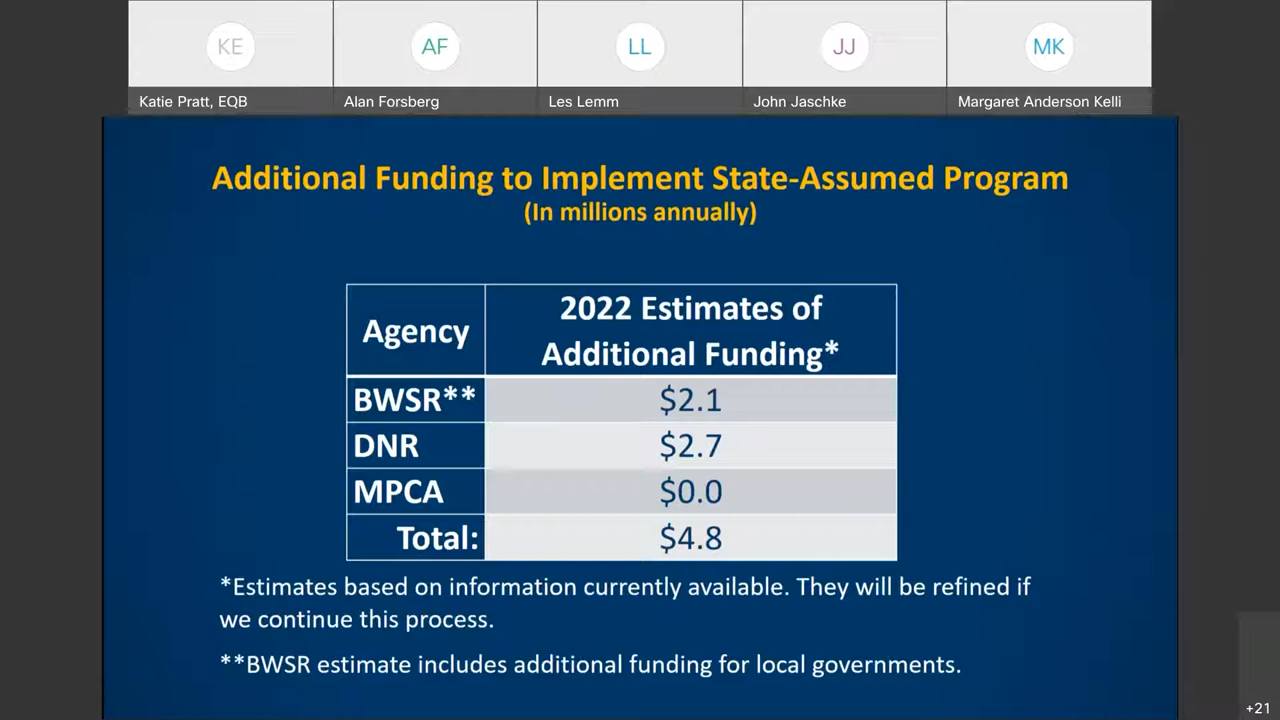 KE
AF
LL
JJ
MK
Katie Pratt, EQB
Alan Forsberg
Les Lemm
John Jaschke
Margaret Anderson Kelli
Additional Funding to Implement State-Assumed Program
(In millions annually)
Agency
2022 Estimates of
Additional Funding*
BWSR** $2.1
DNR $2.7
MPCA $0.0
Total: $4.8
*Estimates based on information currently available. They will be refined if
we continue this process.
**BWSR estimate includes additional funding for local governments.
+21